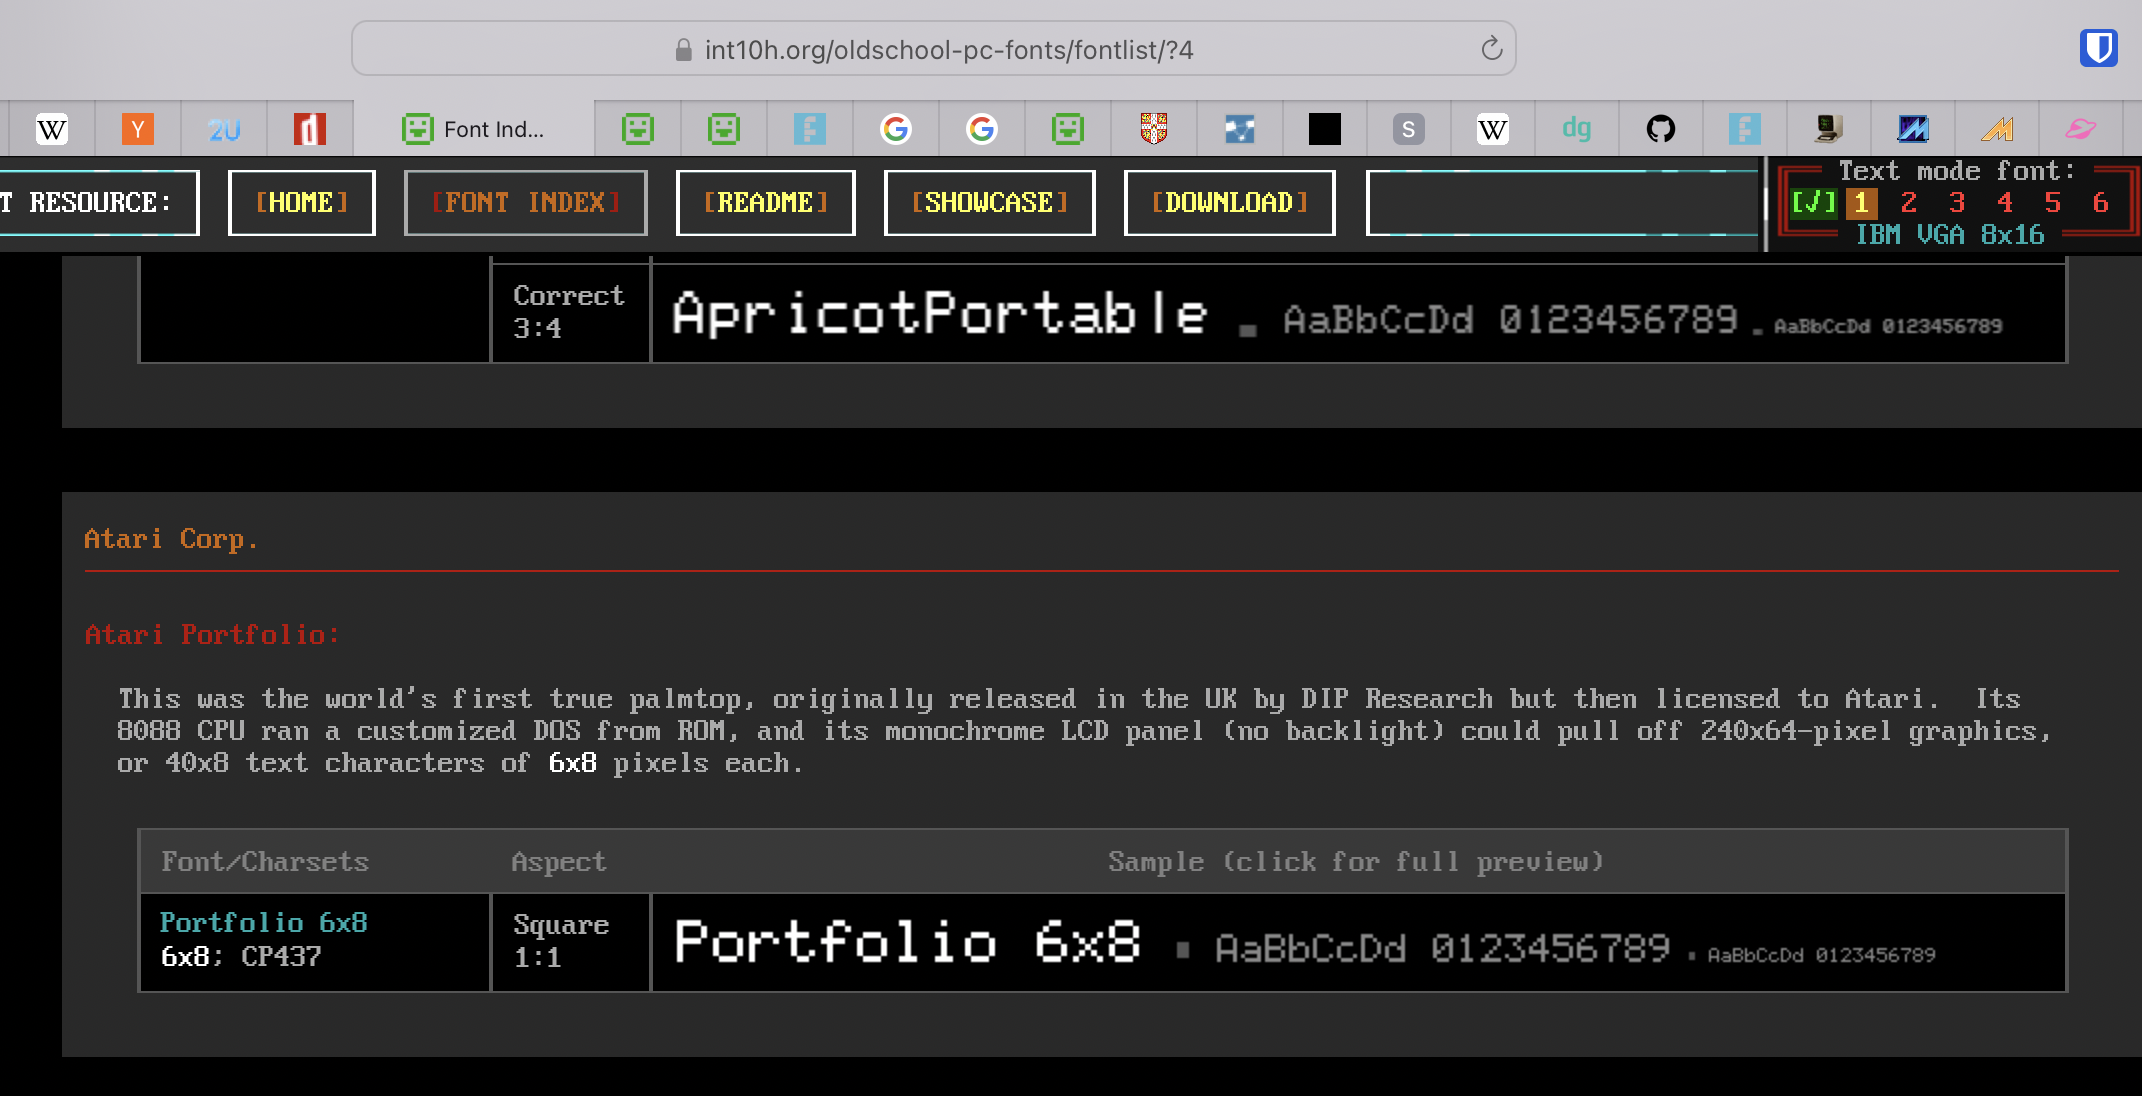 int10h.org/oldschool-pc-fonts/fontlist/?4
W Y 2U d Font Ind... F G G S W dg F
T RESOURCE: [HOME] [FONT INDEX] [README] [SHOWCASE] [DOWNLOAD]
Text mode font:
[√] 1 2 3 4 5 6
IBM VGA 8x16
Correct
3:4
ApricotPortable AaBbCcDd 0123456789 AaBbCcDd 0123456789
Atari Corp.
Atari Portfolio:
This was the world's first true palmtop, originally released in the UK by DIP Research but then licensed to Atari.  Its
8088 CPU ran a customized DOS from ROM, and its monochrome LCD panel (no backlight) could pull off 240x64-pixel graphics,
or 40x8 text characters of 6x8 pixels each.
Font/Charsets Aspect Sample (click for full preview)
Portfolio 6x8
6x8; CP437
Square
1:1
Portfolio 6x8 AaBbCcDd 0123456789 AaBbCcDd 0123456789